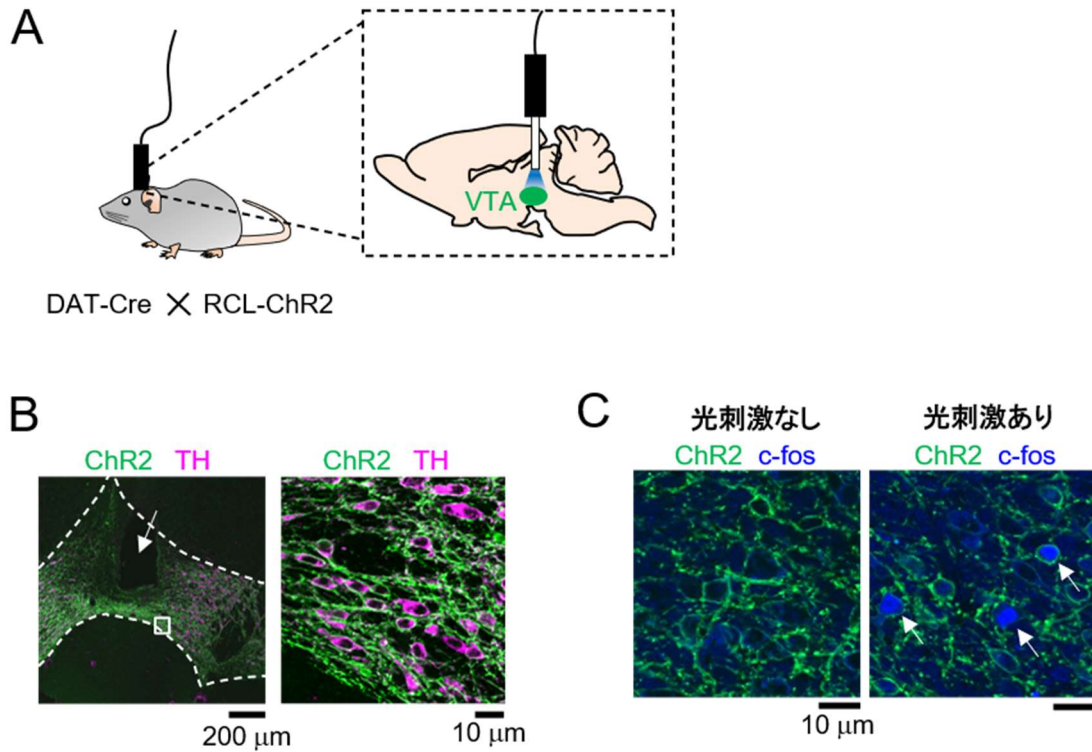 A
VTA
DAT-Cre × RCL-ChR2
B
ChR2 TH
ChR2 TH
200 μm
10 μm
C
光刺激なし
光刺激あり
ChR2 c-fos
ChR2 c-fos
10 μm